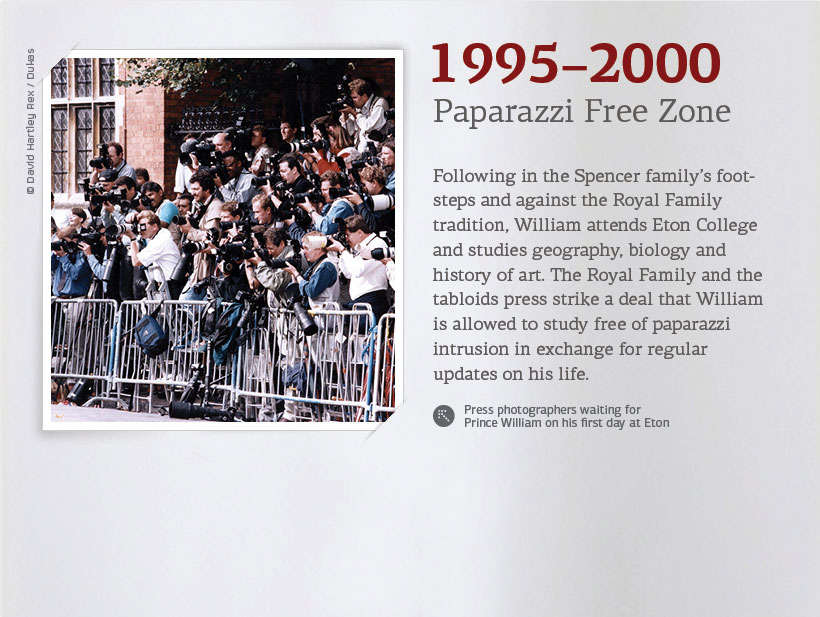 © David Hartley Rex / Dukas
1995–2000
Paparazzi Free Zone
Following in the Spencer family’s foot-
steps and against the Royal Family
tradition, William attends Eton College
and studies geography, biology and
history of art. The Royal Family and the
tabloids press strike a deal that William
is allowed to study free of paparazzi
intrusion in exchange for regular
updates on his life.
Press photographers waiting for
Prince William on his first day at Eton